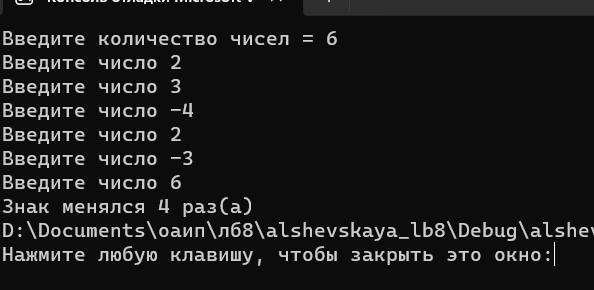 Консоль отладки Microsoft V
Введите количество чисел = 6
Введите число 2
Введите число 3
Введите число -4
Введите число 2
Введите число -3
Введите число 6
Знак менялся 4 раз(а)
D:\Documents\оаип\лб8\alshevskaya_lb8\Debug\alshev
Нажмите любую клавишу, чтобы закрыть это окно: